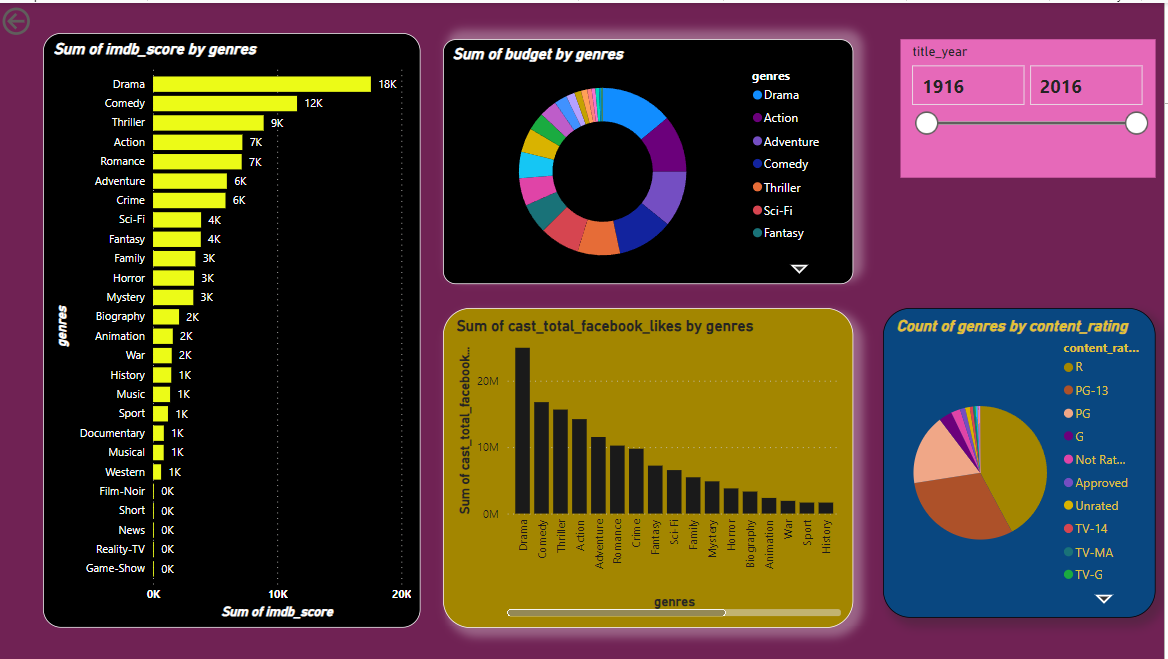 Sum of imdb_score by genres
genres
Drama 18K
Comedy 12K
Thriller 9K
Action 7K
Romance 7K
Adventure 6K
Crime 6K
Sci-Fi 4K
Fantasy 4K
Family 3K
Horror 3K
Mystery 3K
Biography 2K
Animation 2K
War 2K
History 1K
Music 1K
Sport 1K
Documentary 1K
Musical 1K
Western 1K
Film-Noir 0K
Short 0K
News 0K
Reality-TV 0K
Game-Show 0K
0K 10K 20K
Sum of imdb_score
Sum of budget by genres
genres
Drama
Action
Adventure
Comedy
Thriller
Sci-Fi
Fantasy
title_year
1916 2016
Sum of cast_total_facebook_likes by genres
Sum of cast_total_facebook...
20M
10M
0M
Drama
Comedy
Thriller
Action
Adventure
Romance
Crime
Fantasy
Sci-Fi
Family
Mystery
Horror
Biography
Animation
War
Sport
History
genres
Count of genres by content_rating
content_rat...
R
PG-13
PG
G
Not Rat...
Approved
Unrated
TV-14
TV-MA
TV-G